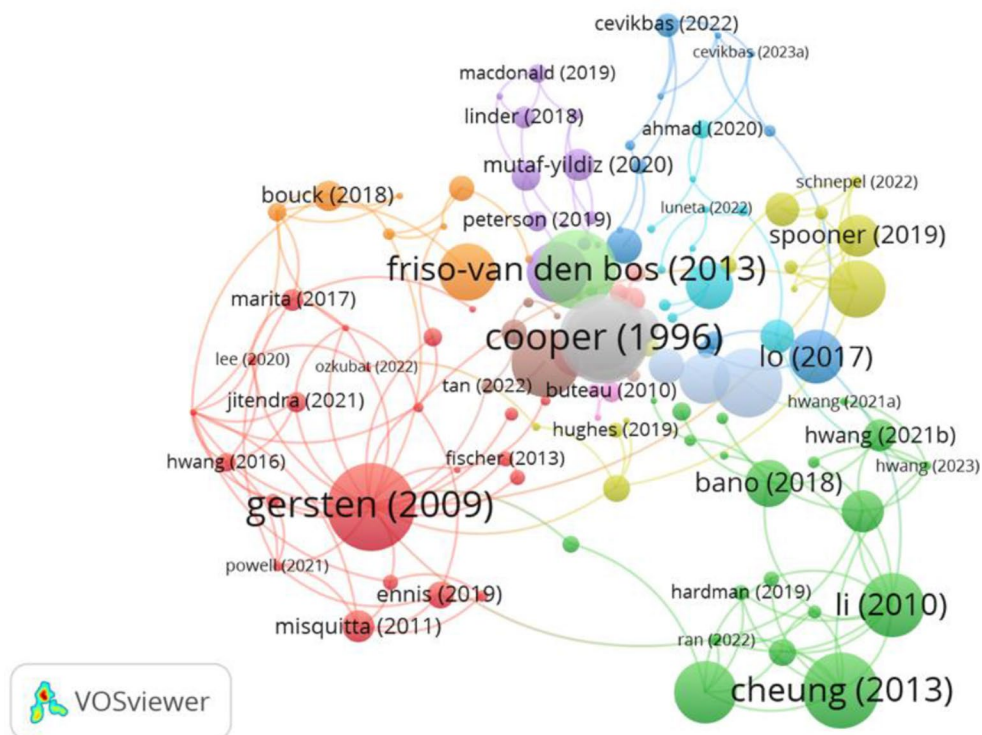 cevikbas (2022)
cevikbas (2023a)
macdonald (2019)
linder (2018)
ahmad (2020)
mutaf-yildiz (2020)
schnepel (2022)
bouck (2018)
luneta (2022)
peterson (2019)
spooner (2019)
friso-van den bos (2013)
marita (2017)
cooper (1996)
lee (2020)
ozkubat (2022)
lo (2017)
tan (2022)
buteau (2010)
jitendra (2021)
hwang (2021a)
hughes (2019)
hwang (2021b)
hwang (2016)
fischer (2013)
hwang (2023)
bano (2018)
gersten (2009)
powell (2021)
ennis (2019)
hardman (2019)
li (2010)
misquitta (2011)
ran (2022)
cheung (2013)
VOSviewer